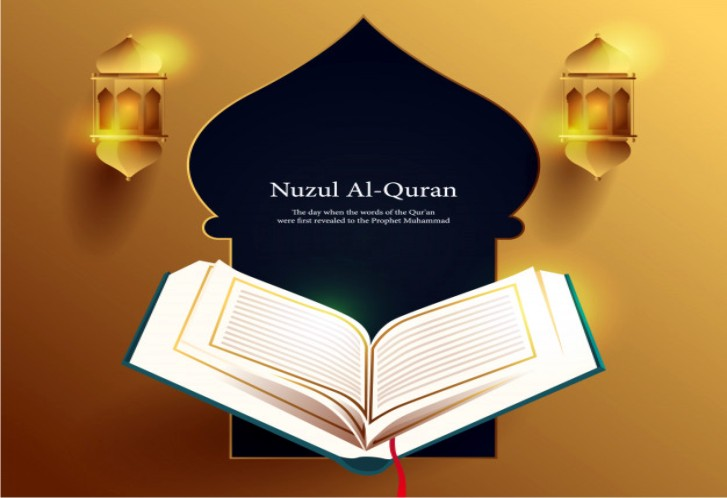 Nuzul Al-Quran
The day when the words of the Qur'an
were first revealed to the Prophet Muhammad